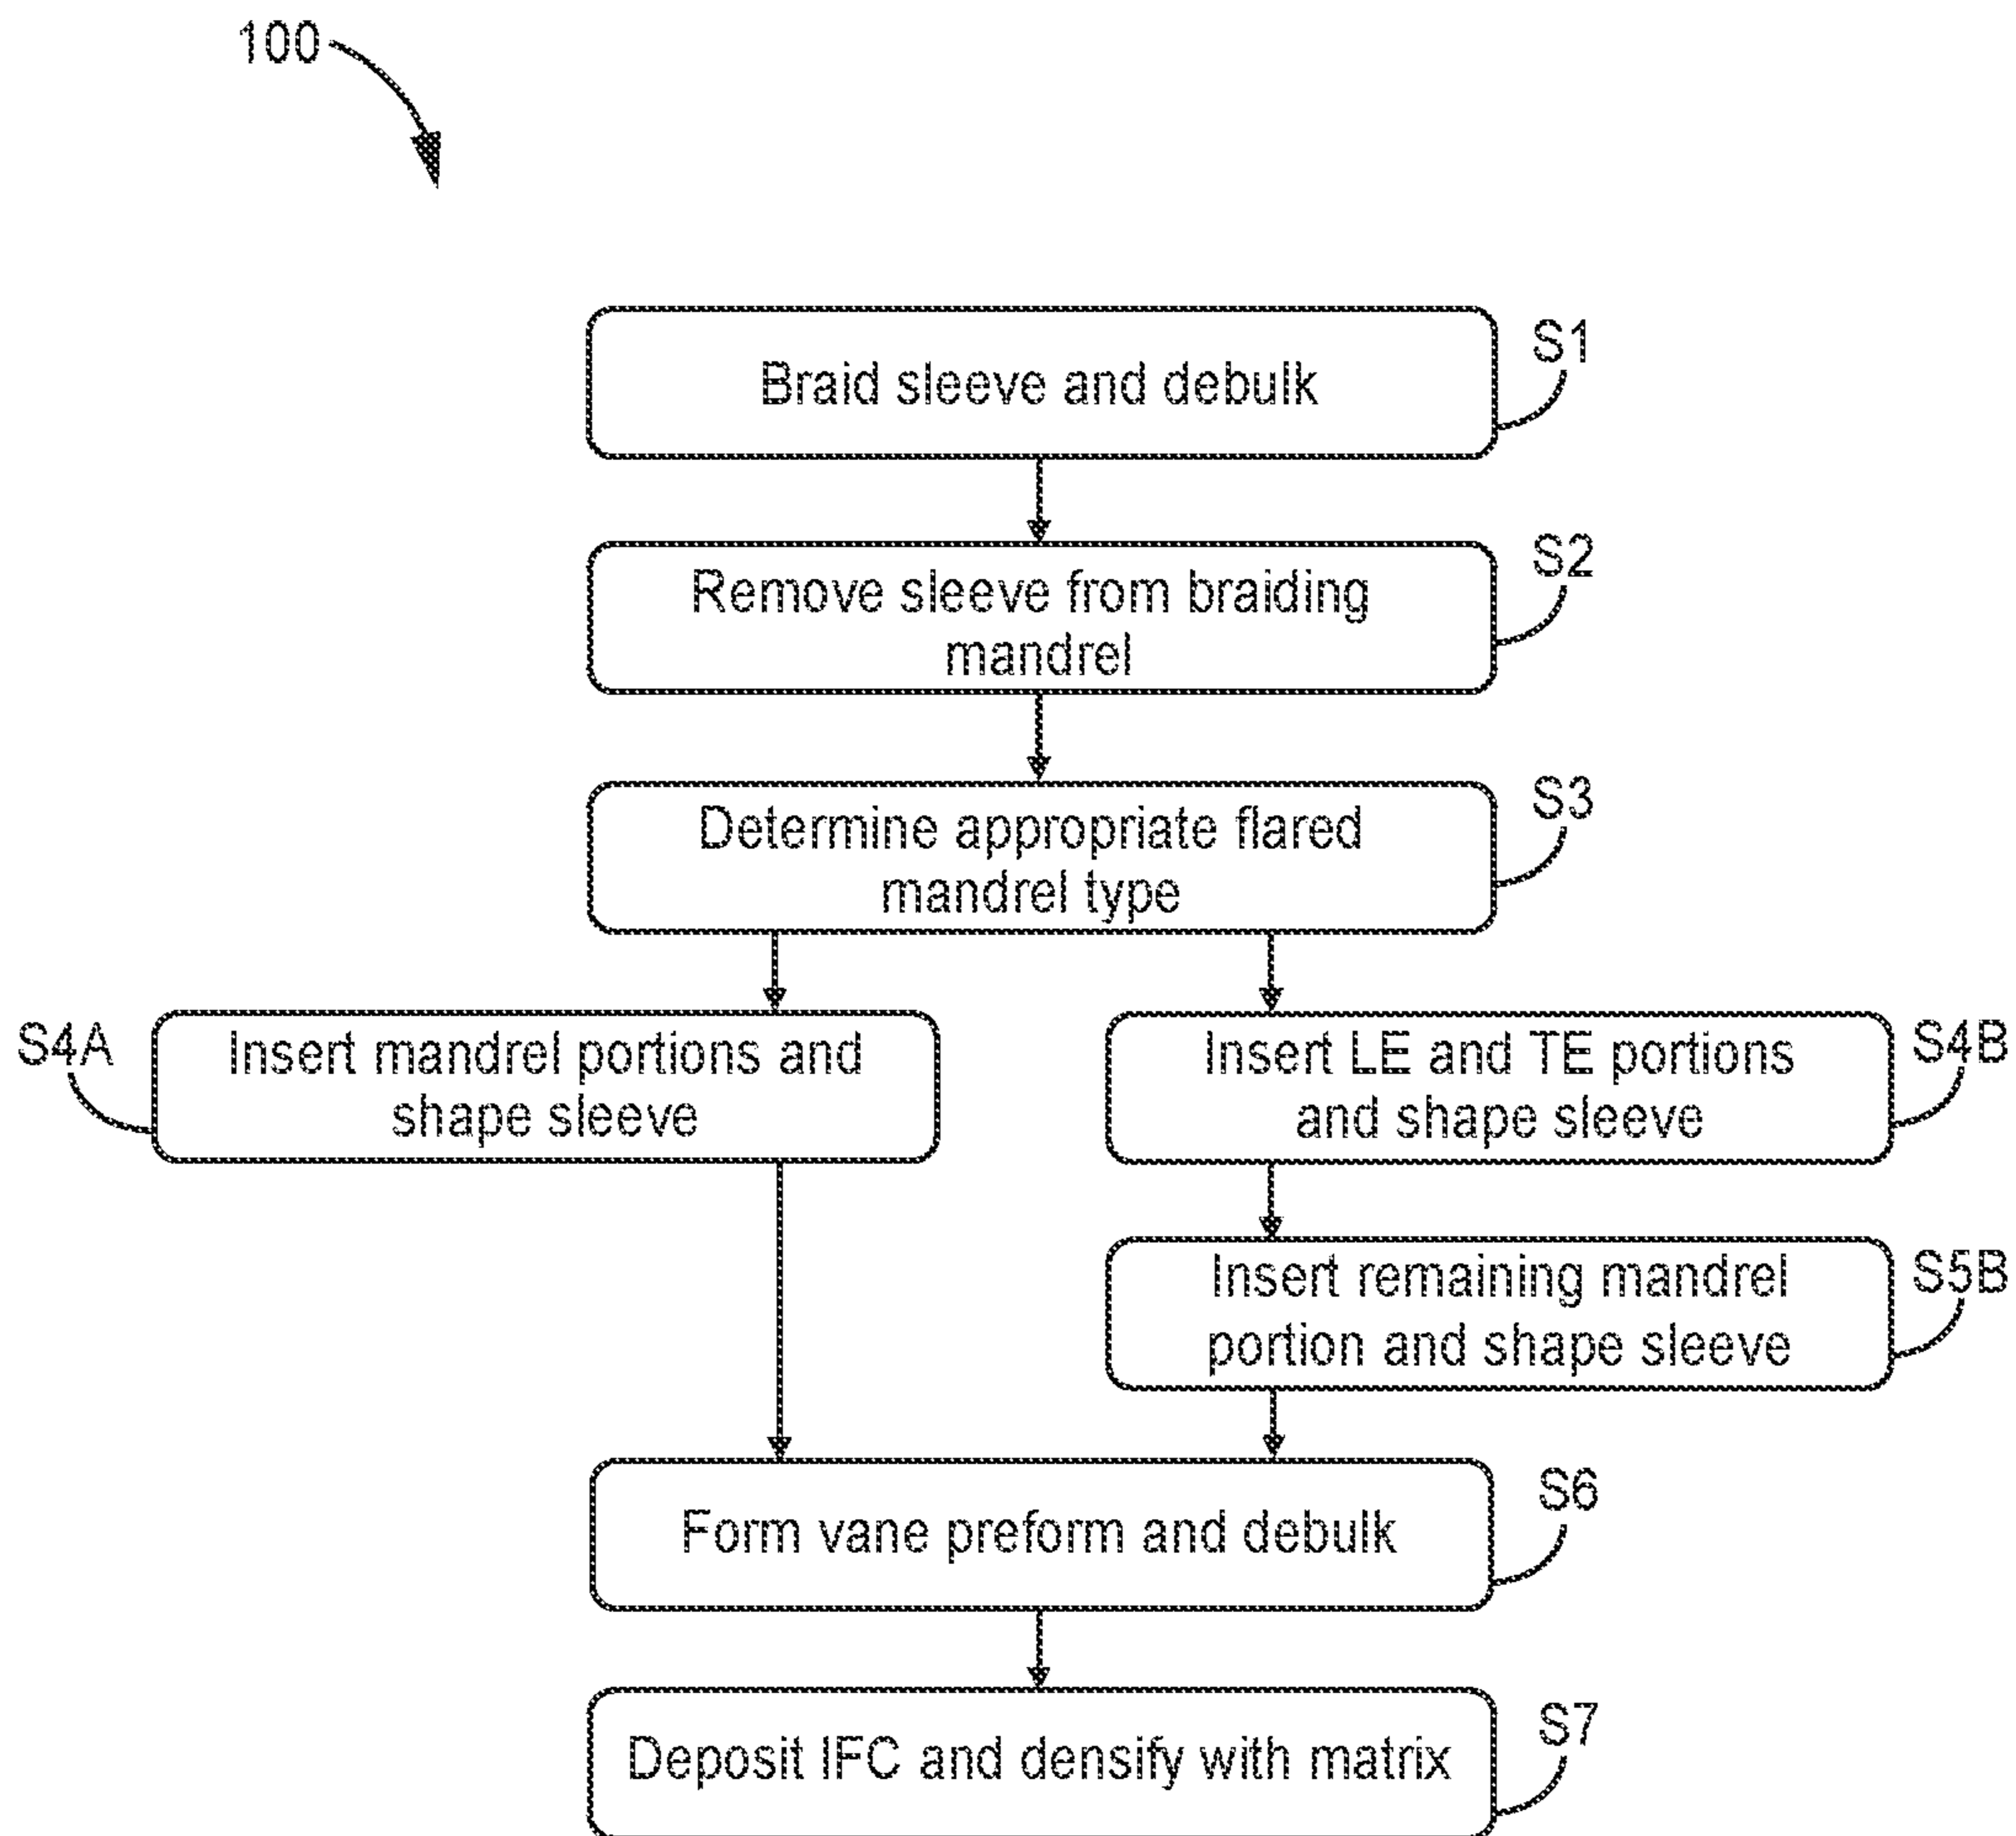 100
Braid sleeve and debulk
S1
Remove sleeve from braiding
mandrel
S2
Determine appropriate flared
mandrel type
S3
S4A
Insert mandrel portions and
shape sleeve
Insert LE and TE portions
and shape sleeve
S4B
Insert remaining mandrel
portion and shape sleeve
S5B
Form vane preform and debulk
S6
Deposit IFC and densify with matrix
S7